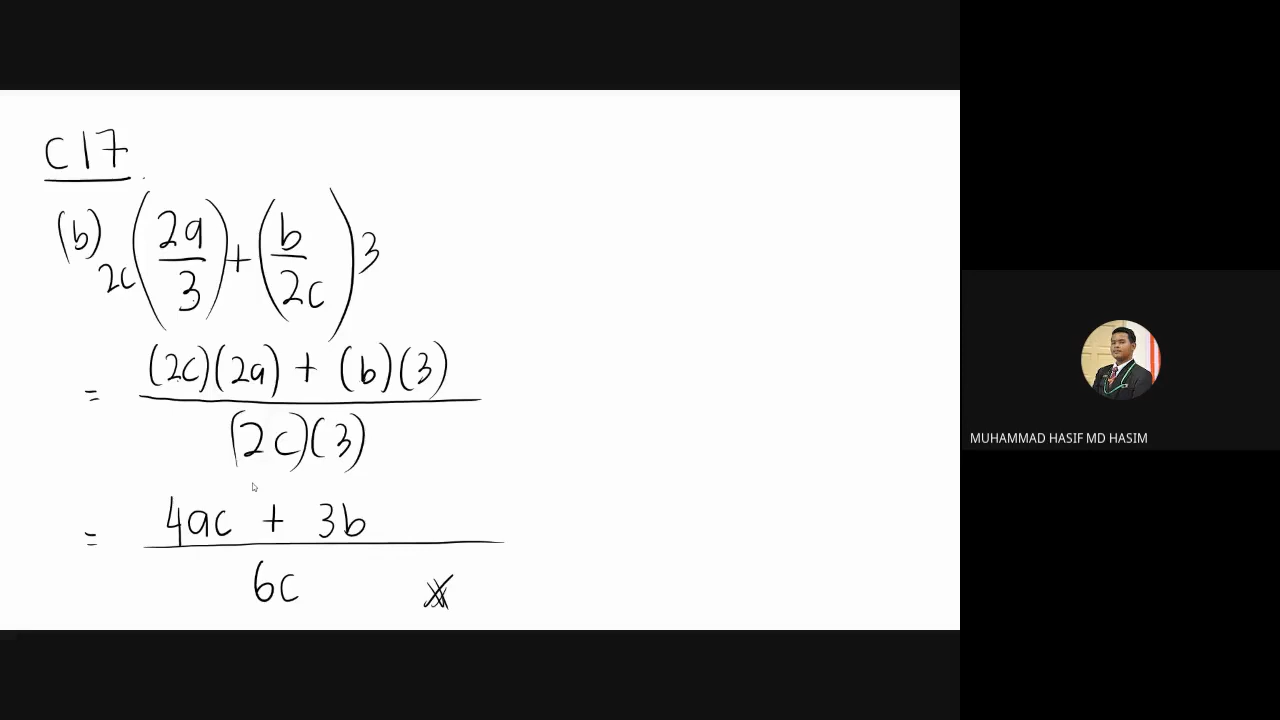 C17
(b) 2c(2a/3) + (b/2c)3
= (2c)(2a) + (b)(3) / (2c)(3)
= 4ac + 3b / 6c
MUHAMMAD HASIF MD HASIM